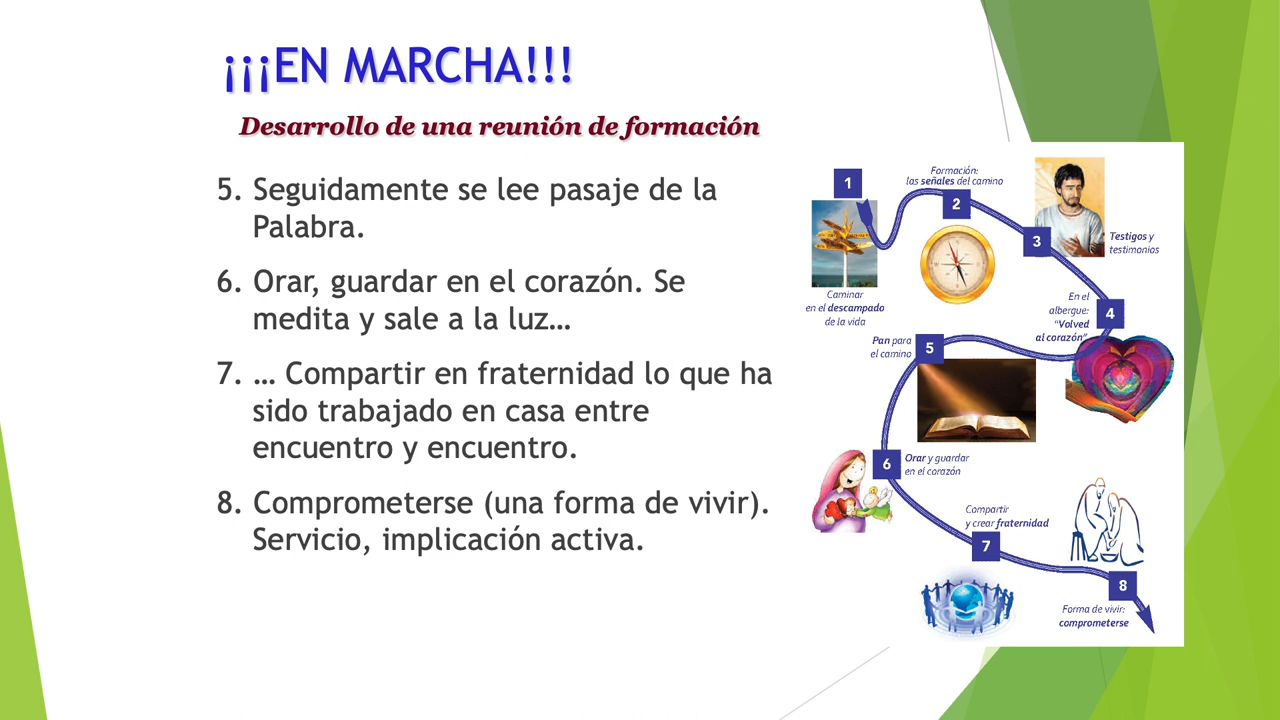 ¡¡¡EN MARCHA!!!
Desarrollo de una reunión de formación
5. Seguidamente se lee pasaje de la
Palabra.
6. Orar, guardar en el corazón. Se
medita y sale a la luz…
7. … Compartir en fraternidad lo que ha
sido trabajado en casa entre
encuentro y encuentro.
8. Comprometerse (una forma de vivir).
Servicio, implicación activa.
1
Caminar
en el descampado
de la vida
Formación:
las señales del camino
2
3
Testigos y
testimonios
En el
albergue:
"Volved
al corazón"
4
Pan para
el camino
5
6
Orar y guardar
en el corazón
Compartir
y crear fraternidad
7
8
Forma de vivir:
comprometerse